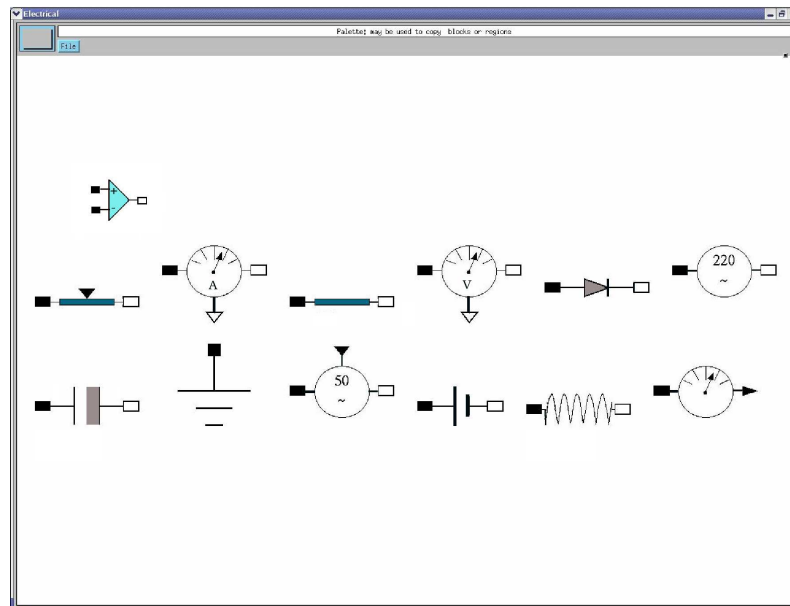 Electrical
Palette; may be used to copy blocks or regions
File
+
-
A
V
220
~
50
~